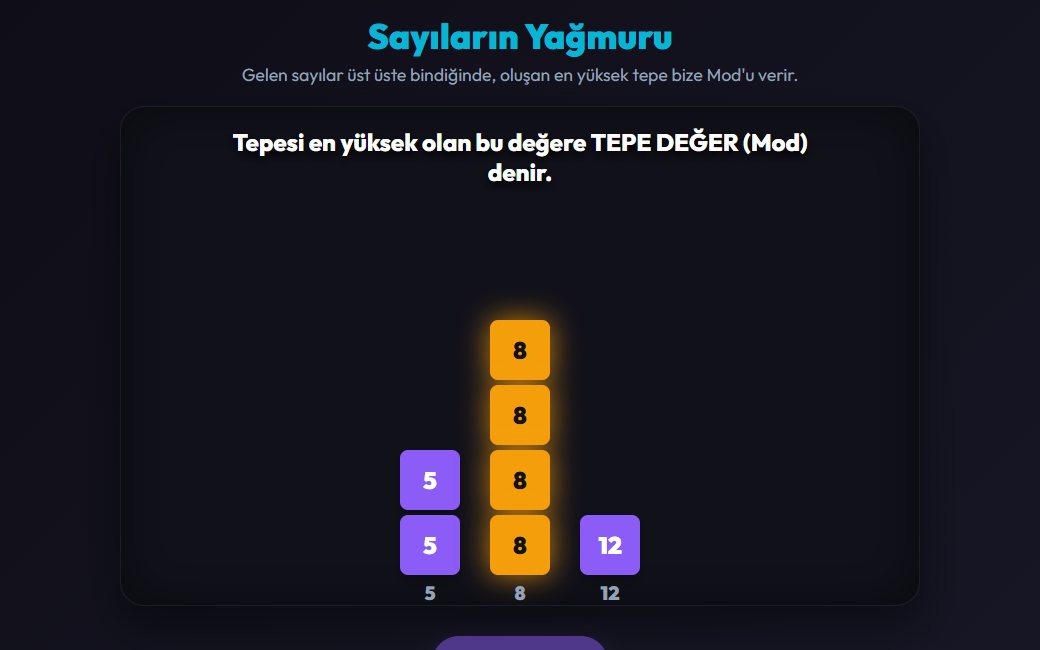 Sayıların Yağmuru
Gelen sayılar üst üste bindiğinde, oluşan en yüksek tepe bize Mod'u verir.
Tepesi en yüksek olan bu değere TEPE DEĞER (Mod)
denir.
8
8
5 8
5 8 12
5 8 12